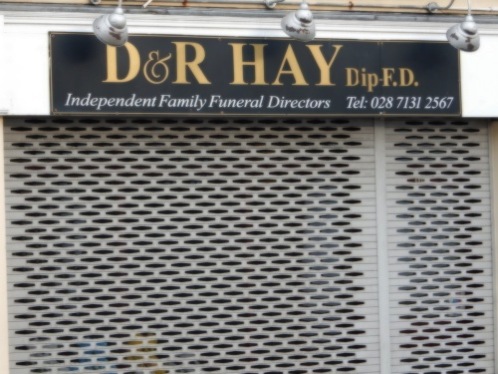 D&R HAY Dip-F.D.
Independent Family Funeral Directors Tel: 028 7131 2567